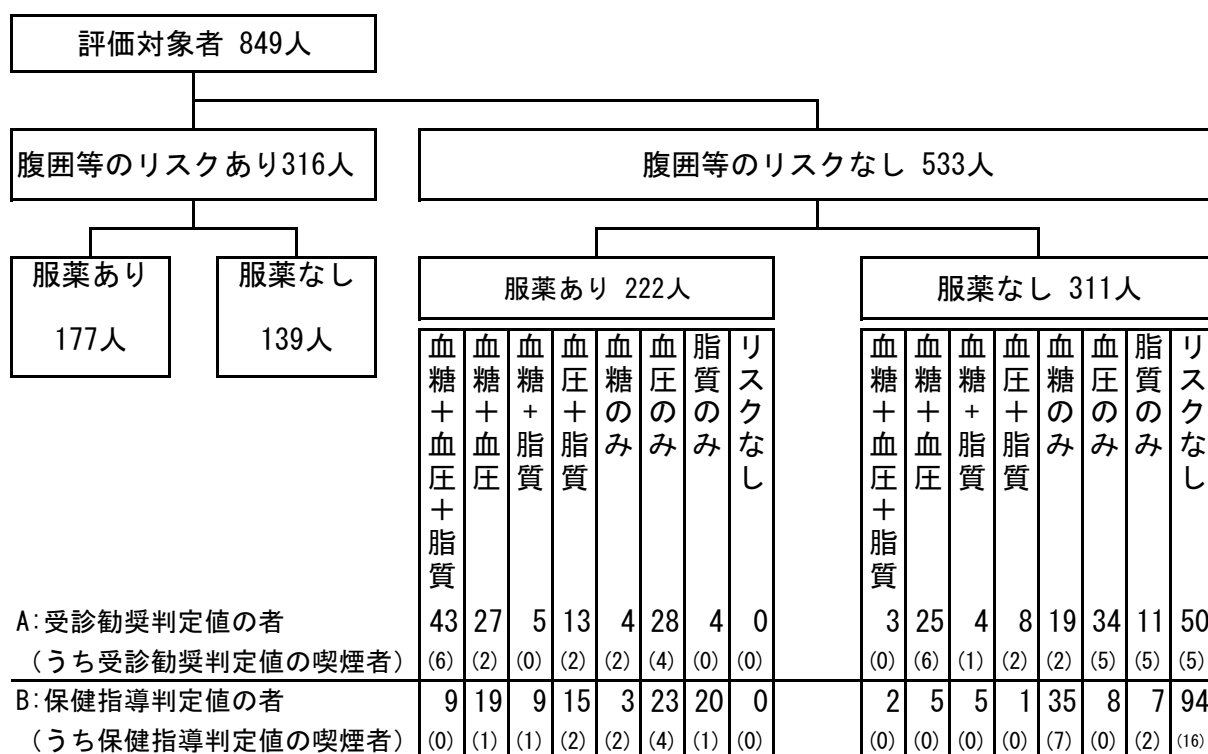 評価対象者 849人
腹囲等のリスクあり316人
腹囲等のリスクなし 533人
服薬あり
177人
服薬なし
139人
服薬あり 222人
服薬なし 311人
血糖＋血圧＋脂質
血糖＋血圧
血糖+脂質
血圧＋脂質
血糖のみ
血圧のみ
脂質のみ
リスクなし
血糖＋血圧＋脂質
血糖＋血圧
血糖+脂質
血圧＋脂質
血糖のみ
血圧のみ
脂質のみ
リスクなし
A:受診勧奨判定値の者 43 27 5 13 4 28 4 0 3 25 4 8 19 34 11 50
（うち受診勧奨判定値の喫煙者） (6) (2) (0) (2) (2) (4) (0) (0) (0) (6) (1) (2) (2) (5) (5) (5)
B:保健指導判定値の者 9 19 9 15 3 23 20 0 2 5 5 1 35 8 7 94
（うち保健指導判定値の喫煙者） (0) (1) (1) (2) (2) (4) (1) (0) (0) (0) (0) (0) (7) (0) (2) (16)